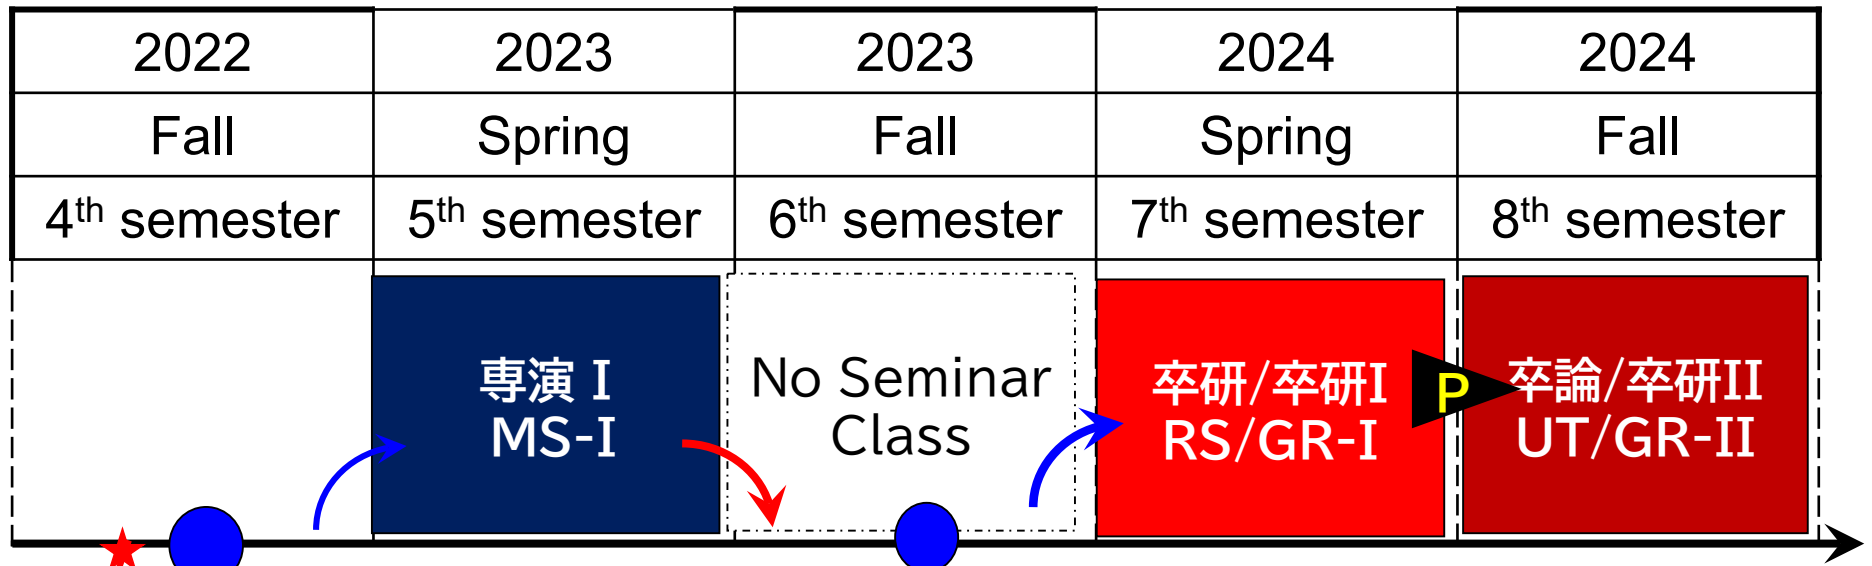 2022 2023 2023 2024 2024
Fall Spring Fall Spring Fall
4th semester 5th semester 6th semester 7th semester 8th semester
専演 I
MS-I
No Seminar
Class
卒研/卒研I
RS/GR-I
P
卒論/卒研II
UT/GR-II